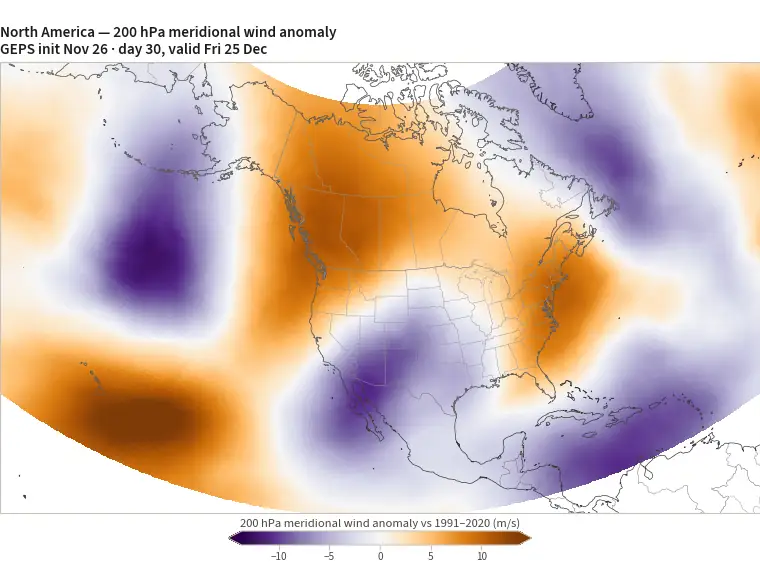 North America — 200 hPa meridional wind anomaly
GEPS init Nov 26 · day 30, valid Fri 25 Dec
200 hPa meridional wind anomaly vs 1991–2020 (m/s)
−10 −5 0 5 10